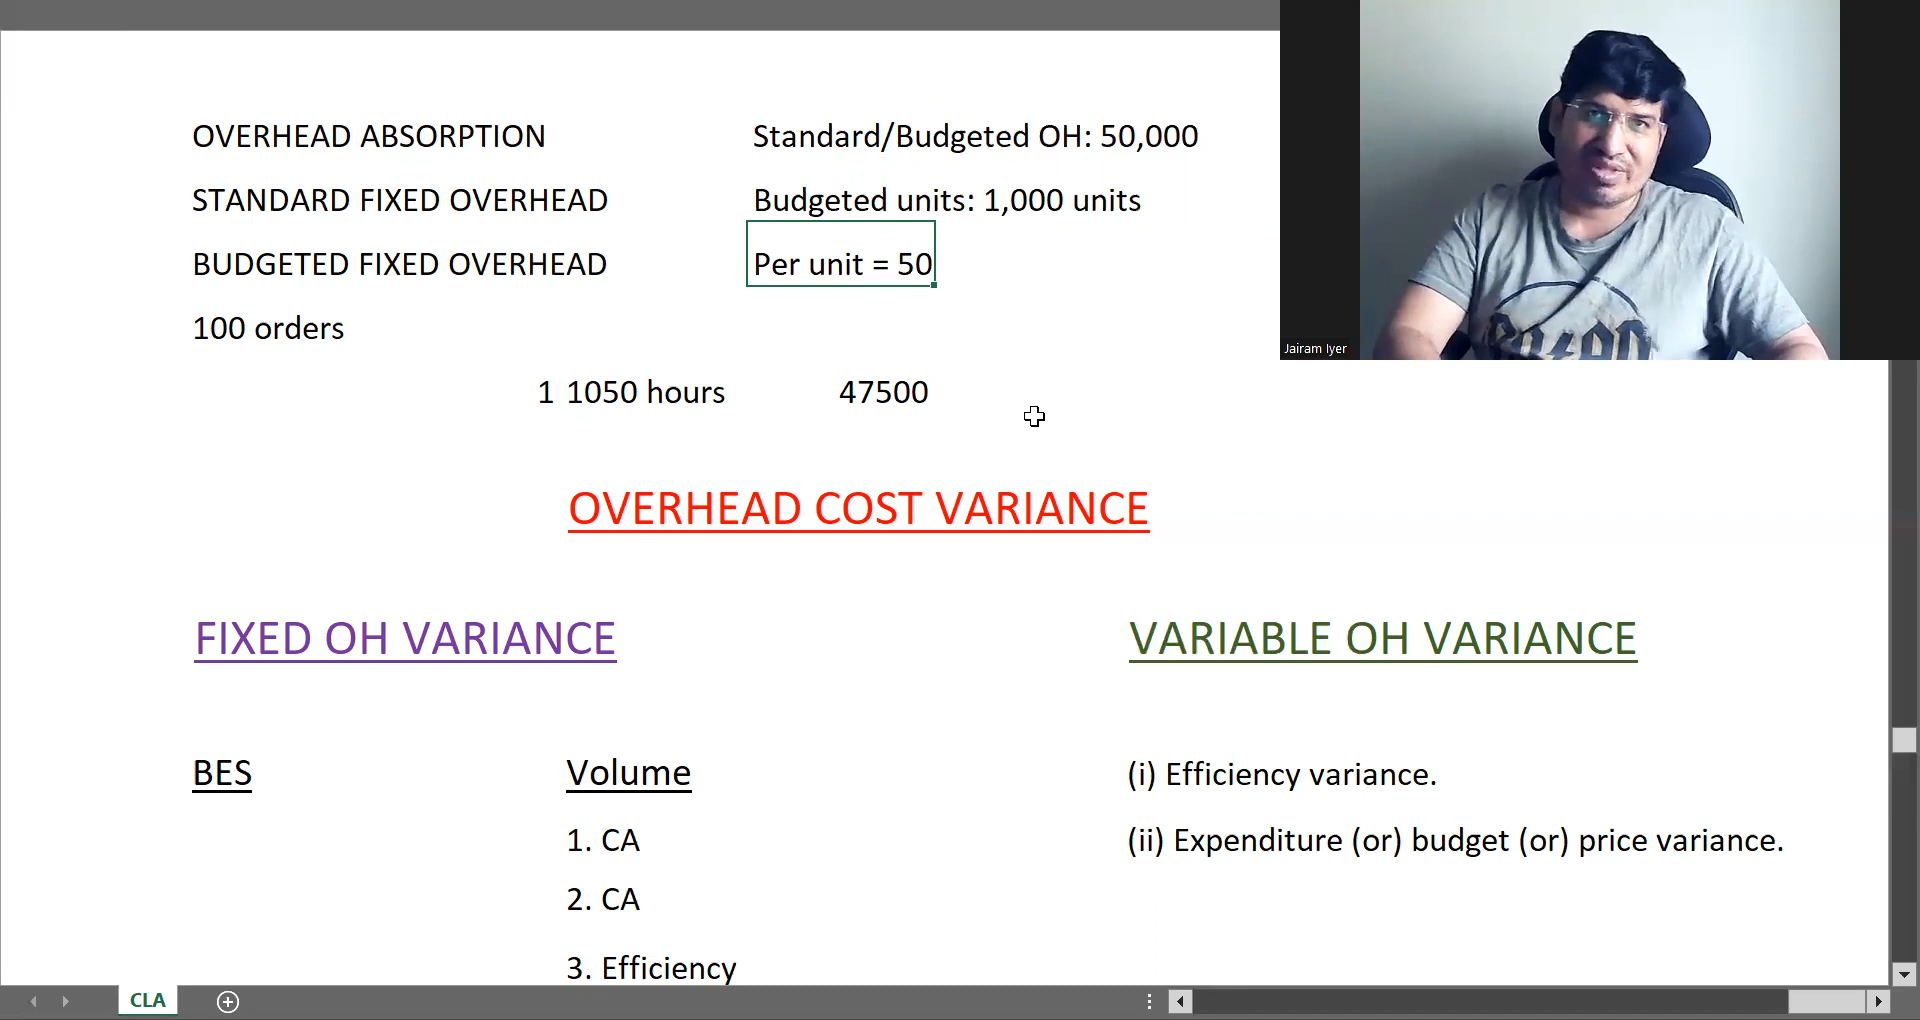 OVERHEAD ABSORPTION
Standard/Budgeted OH: 50,000
STANDARD FIXED OVERHEAD
Budgeted units: 1,000 units
BUDGETED FIXED OVERHEAD
Per unit = 50
100 orders
1 1050 hours 47500
Jairam Iyer
OVERHEAD COST VARIANCE
FIXED OH VARIANCE
VARIABLE OH VARIANCE
BES
Volume
(i) Efficiency variance.
1. CA
(ii) Expenditure (or) budget (or) price variance.
2. CA
3. Efficiency
CLA